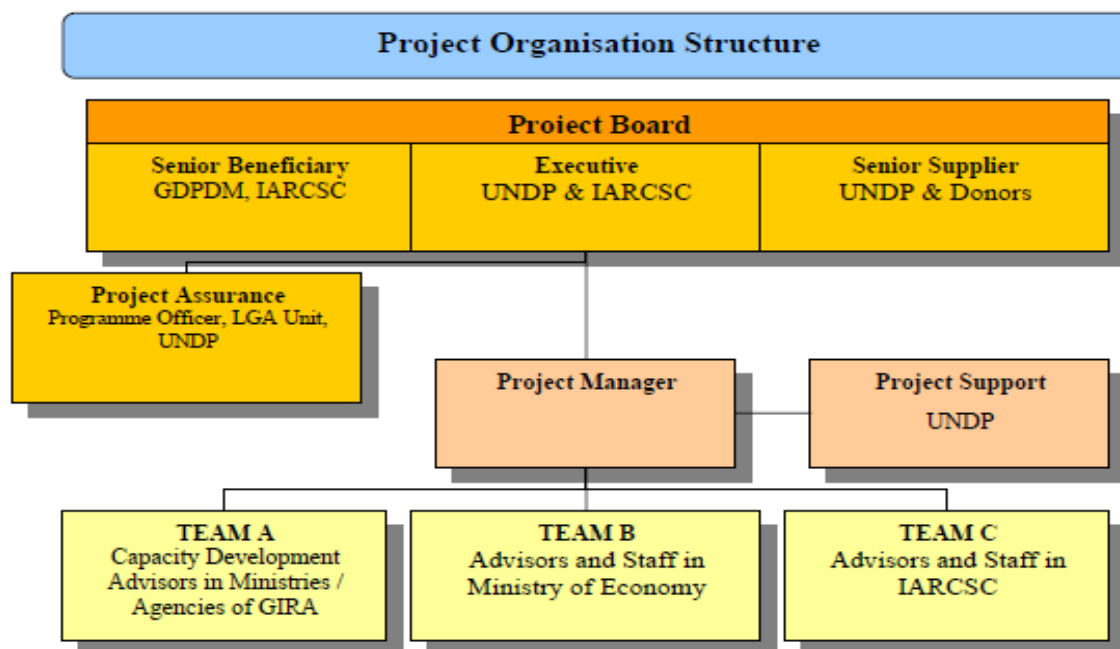 Project Organisation Structure
Project Board
Senior Beneficiary
GDPDM, IARCSC
Executive
UNDP & IARCSC
Senior Supplier
UNDP & Donors
Project Assurance
Programme Officer, LGA Unit,
UNDP
Project Manager
Project Support
UNDP
TEAM A
Capacity Development
Advisors in Ministries /
Agencies of GIRA
TEAM B
Advisors and Staff in
Ministry of Economy
TEAM C
Advisors and Staff in
IARCSC